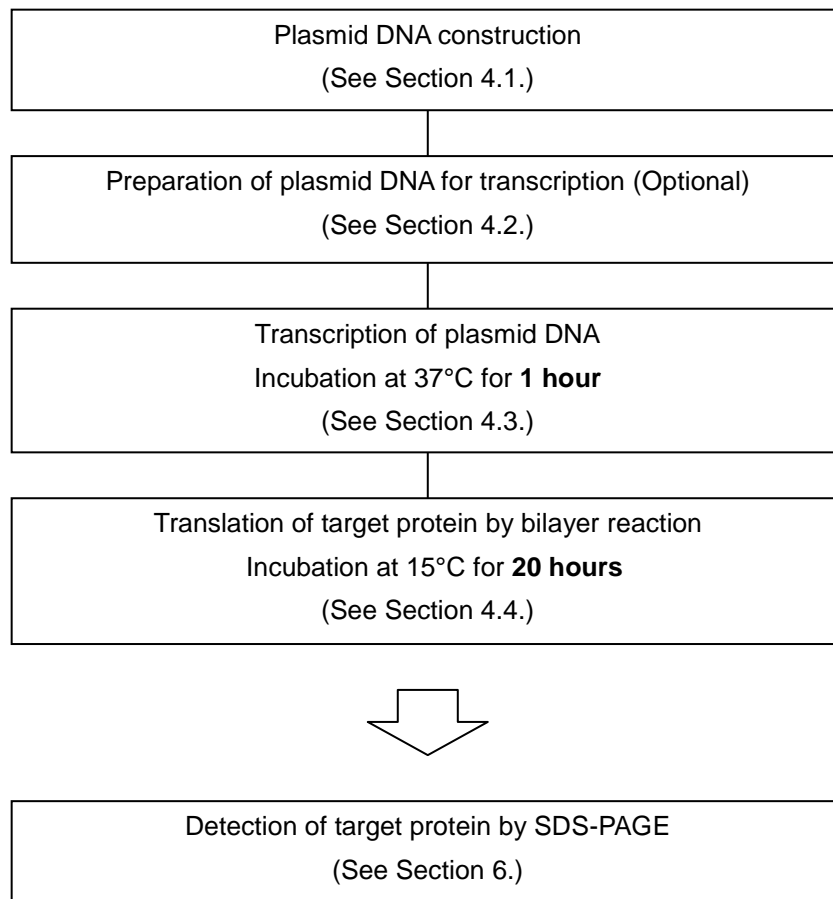 Plasmid DNA construction
(See Section 4.1.)
Preparation of plasmid DNA for transcription (Optional)
(See Section 4.2.)
Transcription of plasmid DNA
Incubation at 37°C for 1 hour
(See Section 4.3.)
Translation of target protein by bilayer reaction
Incubation at 15°C for 20 hours
(See Section 4.4.)
Detection of target protein by SDS-PAGE
(See Section 6.)